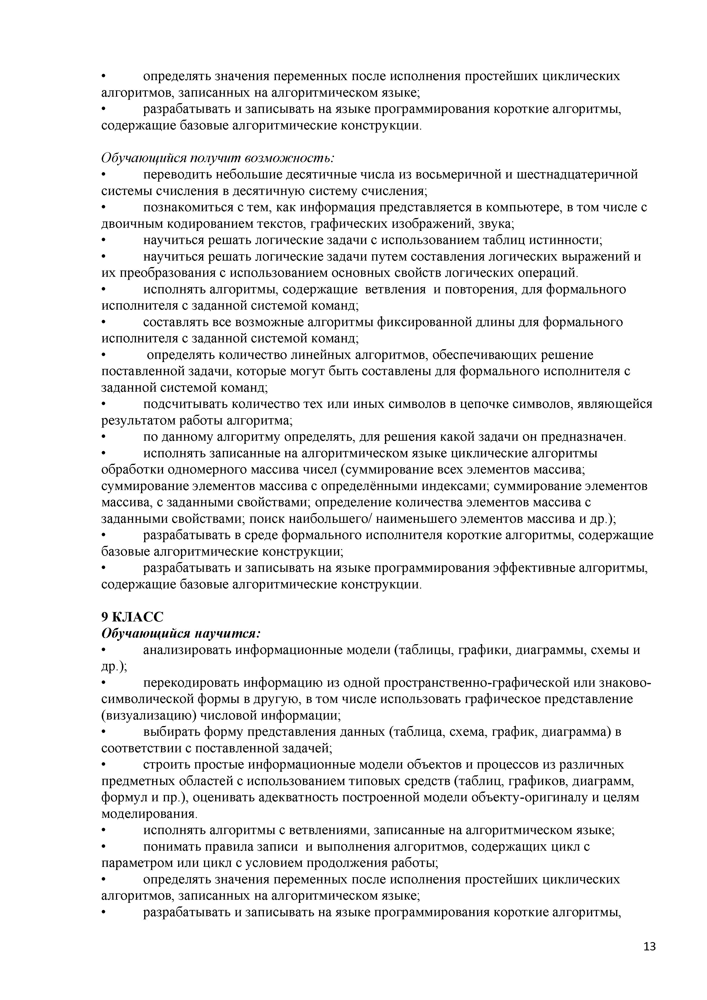 • определять значения переменных после исполнения простейших циклических
алгоритмов, записанных на алгоритмическом языке;
• разрабатывать и записывать на языке программирования короткие алгоритмы,
содержащие базовые алгоритмические конструкции.
Обучающийся получит возможность:
• переводить небольшие десятичные числа из восьмеричной и шестнадцатеричной
системы счисления в десятичную систему счисления;
• познакомиться с тем, как информация представляется в компьютере, в том числе с
двоичным кодированием текстов, графических изображений, звука;
• научиться решать логические задачи с использованием таблиц истинности;
• научиться решать логические задачи путем составления логических выражений и
их преобразования с использованием основных свойств логических операций.
• исполнять алгоритмы, содержащие  ветвления  и повторения, для формального
исполнителя с заданной системой команд;
• составлять все возможные алгоритмы фиксированной длины для формального
исполнителя с заданной системой команд;
• определять количество линейных алгоритмов, обеспечивающих решение
поставленной задачи, которые могут быть составлены для формального исполнителя с
заданной системой команд;
• подсчитывать количество тех или иных символов в цепочке символов, являющейся
результатом работы алгоритма;
• по данному алгоритму определять, для решения какой задачи он предназначен.
• исполнять записанные на алгоритмическом языке циклические алгоритмы
обработки одномерного массива чисел (суммирование всех элементов массива;
суммирование элементов массива с определёнными индексами; суммирование элементов
массива, с заданными свойствами; определение количества элементов массива с
заданными свойствами; поиск наибольшего/ наименьшего элементов массива и др.);
• разрабатывать в среде формального исполнителя короткие алгоритмы, содержащие
базовые алгоритмические конструкции;
• разрабатывать и записывать на языке программирования эффективные алгоритмы,
содержащие базовые алгоритмические конструкции.
9 КЛАСС
Обучающийся научится:
• анализировать информационные модели (таблицы, графики, диаграммы, схемы и
др.);
• перекодировать информацию из одной пространственно-графической или знаково-
символической формы в другую, в том числе использовать графическое представление
(визуализацию) числовой информации;
• выбирать форму представления данных (таблица, схема, график, диаграмма) в
соответствии с поставленной задачей;
• строить простые информационные модели объектов и процессов из различных
предметных областей с использованием типовых средств (таблиц, графиков, диаграмм,
формул и пр.), оценивать адекватность построенной модели объекту-оригиналу и целям
моделирования.
• исполнять алгоритмы с ветвлениями, записанные на алгоритмическом языке;
• понимать правила записи  и выполнения алгоритмов, содержащих цикл с
параметром или цикл с условием продолжения работы;
• определять значения переменных после исполнения простейших циклических
алгоритмов, записанных на алгоритмическом языке;
• разрабатывать и записывать на языке программирования короткие алгоритмы,
13